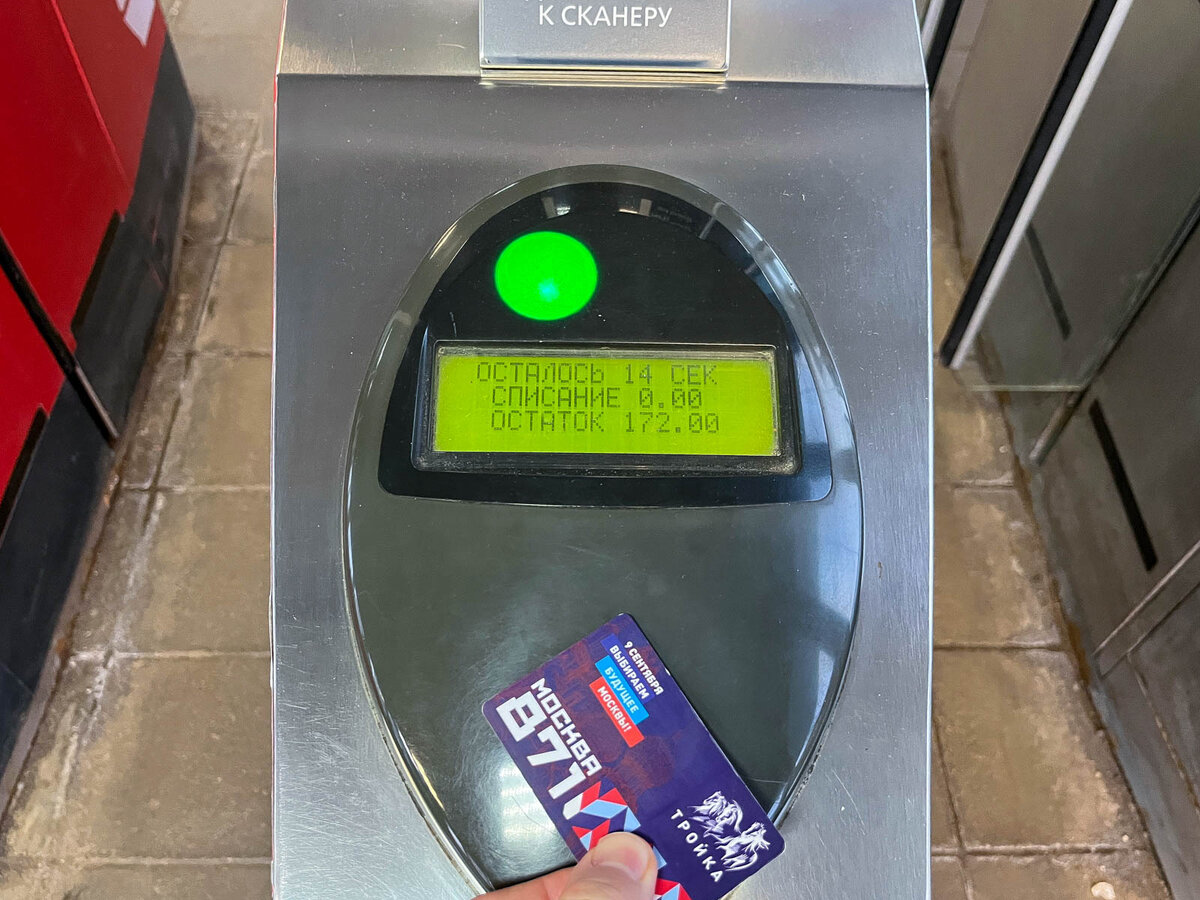 К СКАНЕРУ
ОСТАЛОСЬ 14 СЕК
СПИСАНИЕ 0.00
ОСТАТОК 172.00
9 СЕНТЯБРЯ
ВЫБИРАЕМ
БУДУЩЕЕ
МОСКВЫ!
МОСКВА
871
ТРОЙКА